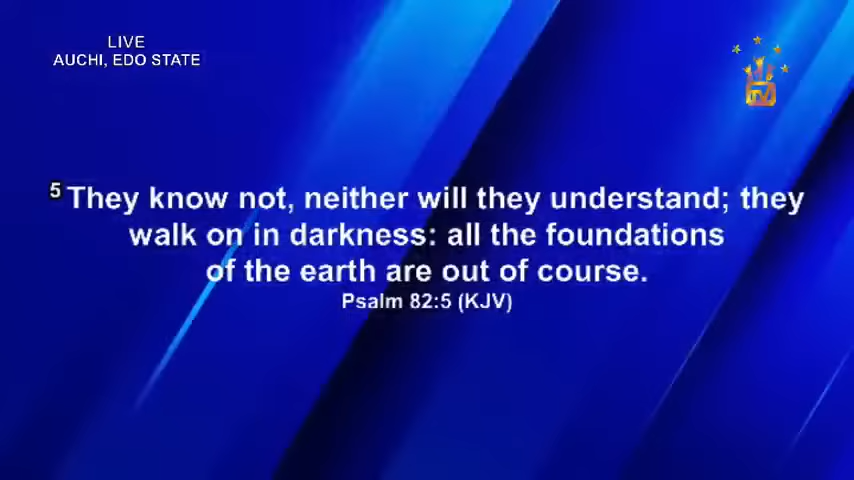 LIVE
AUCHI, EDO STATE
5 They know not, neither will they understand; they
walk on in darkness: all the foundations
of the earth are out of course.
Psalm 82:5 (KJV)